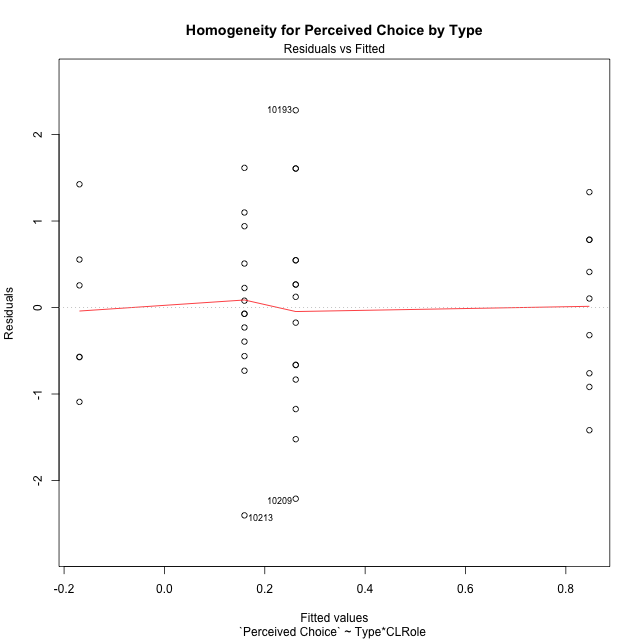 Homogeneity for Perceived Choice by Type
Residuals vs Fitted
10193
10209
10213
2
1
0
-1
-2
Residuals
-0.2 0.0 0.2 0.4 0.6 0.8
Fitted values
`Perceived Choice` ~ Type*CLRole